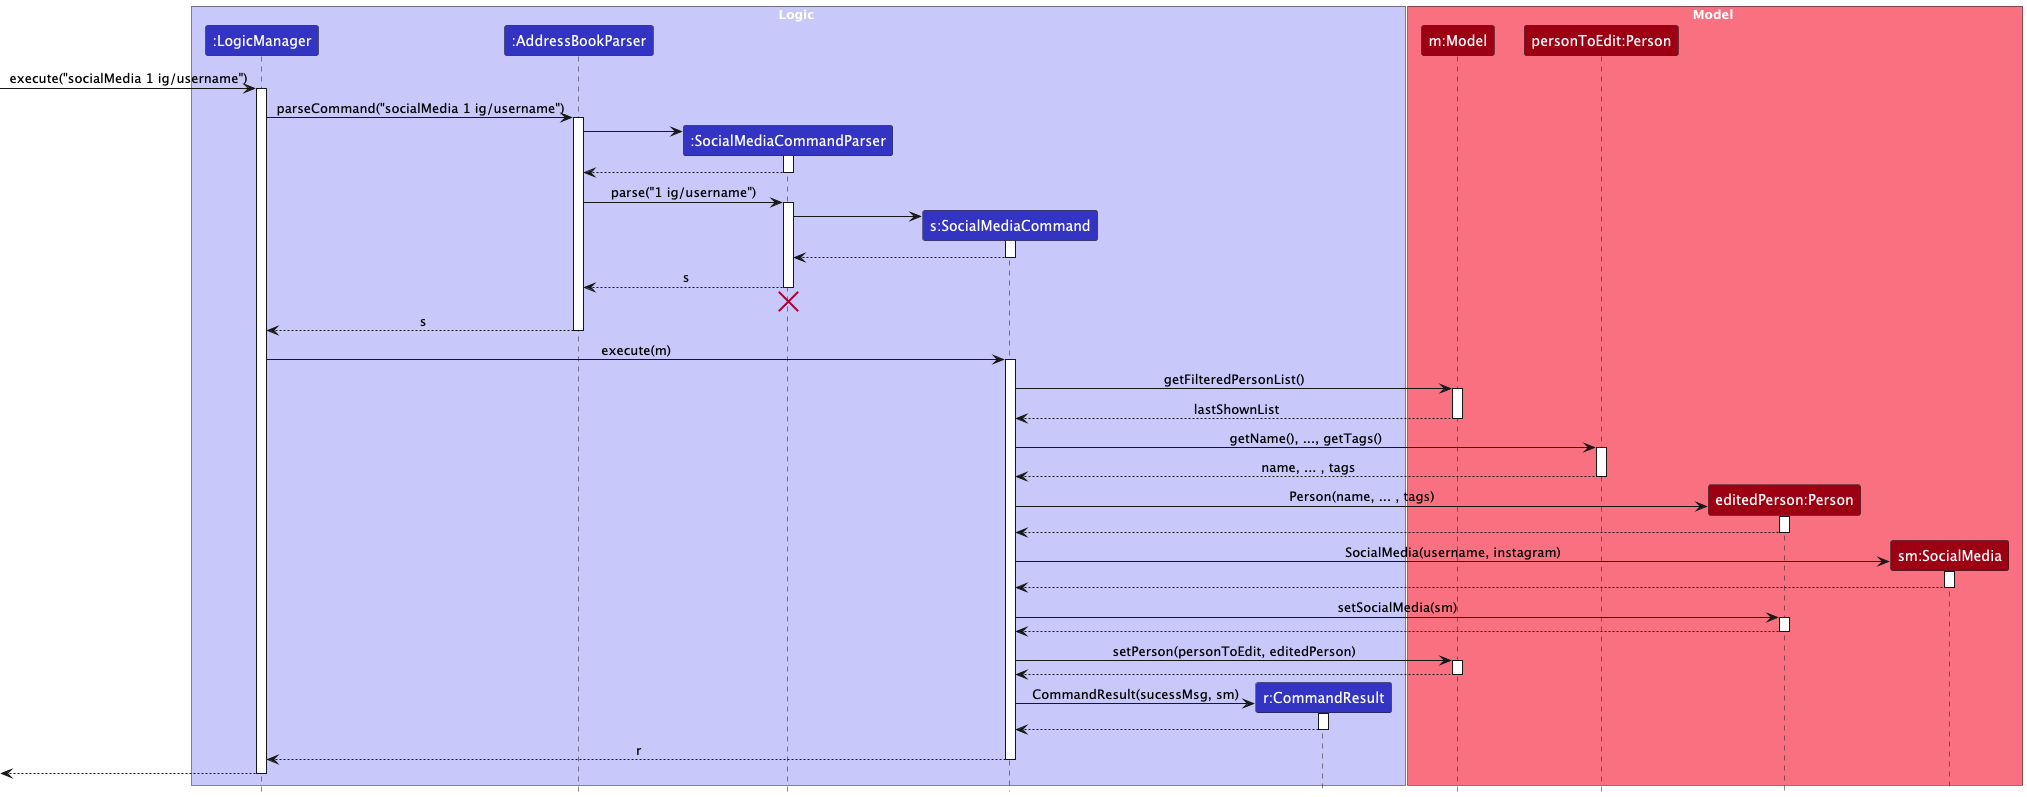 Logic
Model
:LogicManager
:AddressBookParser
m:Model
personToEdit:Person
execute("socialMedia 1 ig/username")
parseCommand("socialMedia 1 ig/username")
:SocialMediaCommandParser
parse("1 ig/username")
s:SocialMediaCommand
s
s
execute(m)
getFilteredPersonList()
lastShownList
getName(), ..., getTags()
name, ... , tags
Person(name, ... , tags)
editedPerson:Person
SocialMedia(username, instagram)
sm:SocialMedia
setSocialMedia(sm)
setPerson(personToEdit, editedPerson)
CommandResult(sucessMsg, sm)
r:CommandResult
r